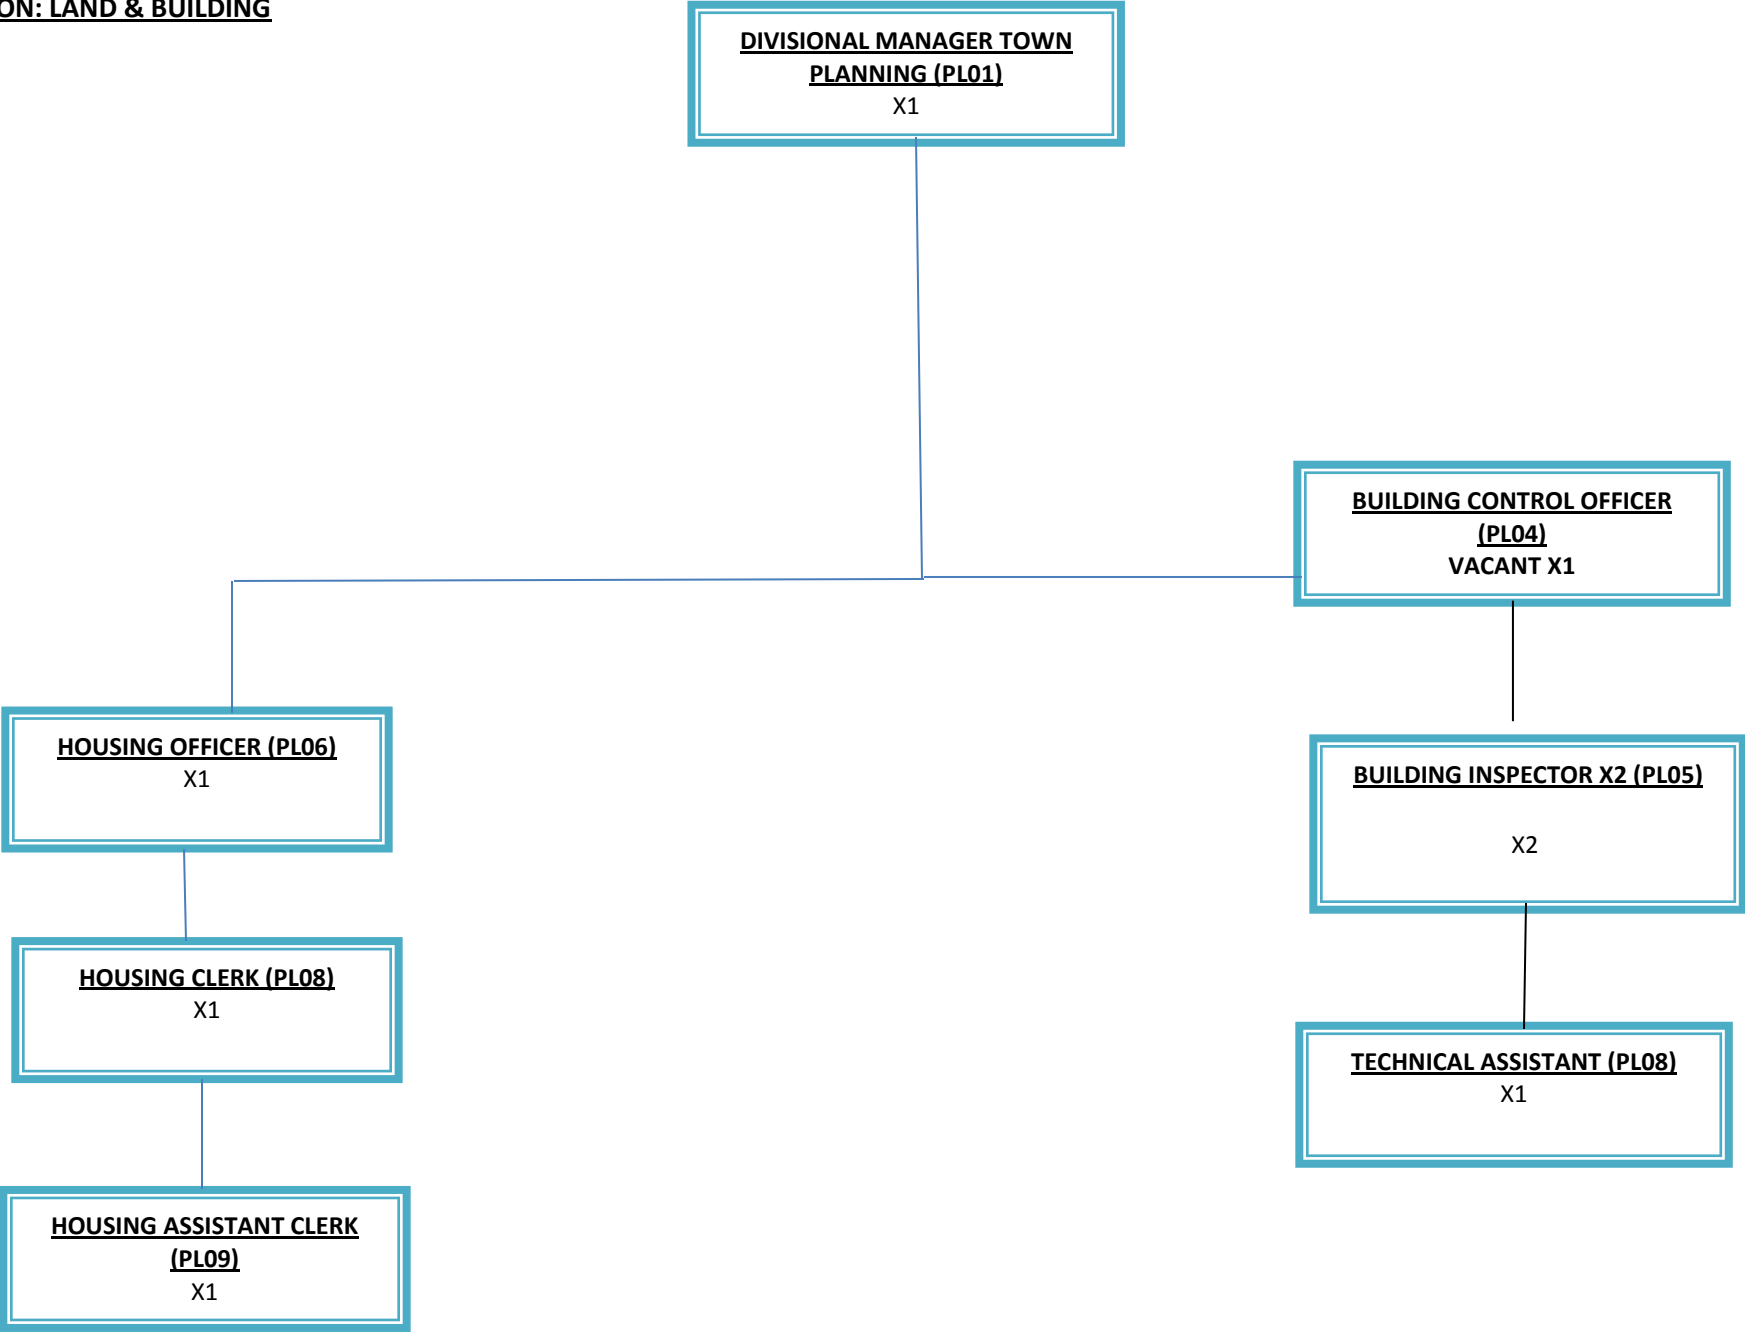 ON: LAND & BUILDING
DIVISIONAL MANAGER TOWN
PLANNING (PL01)
X1
BUILDING CONTROL OFFICER
(PL04)
VACANT X1
HOUSING OFFICER (PL06)
X1
BUILDING INSPECTOR X2 (PL05)
X2
HOUSING CLERK (PL08)
X1
TECHNICAL ASSISTANT (PL08)
X1
HOUSING ASSISTANT CLERK
(PL09)
X1